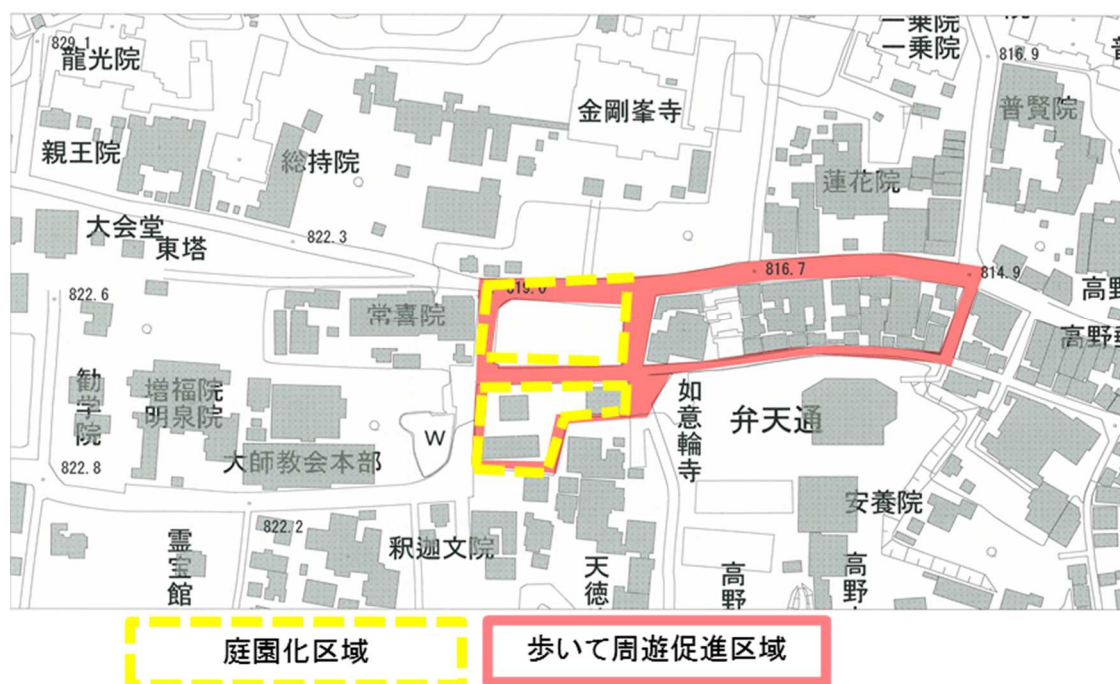 829.1
龍光院
一乗院
一乗院
816.9
普賢院
金剛峯寺
親王院
総持院
蓮花院
大会堂
東塔
822.3
816.7
814.9
822.6
常喜院
高野
高野
勧学院
増福院
明泉院
如意輪寺
弁天通
W
大師教会本部
822.8
安養院
822.2
釈迦文院
霊宝館
天徳
高野
高野
庭園化区域
歩いて周遊促進区域